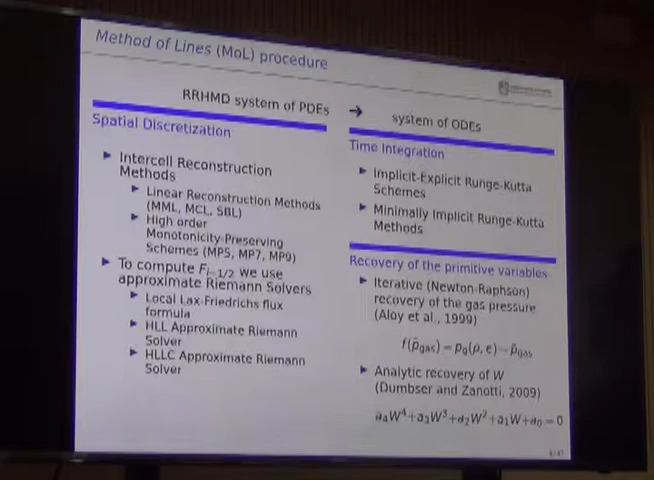 Method of Lines (MoL) procedure
RRHMD system of PDEs → system of ODEs
Spatial Discretization
▶ Intercell Reconstruction
Methods
▶ Linear Reconstruction Methods
(MML, MCL, SBL)
▶ High order
Monotonicity-Preserving
Schemes (MP5, MP7, MP9)
▶ To compute F_{i−1/2} we use
approximate Riemann Solvers
▶ Local Lax-Friedrichs flux
formula
▶ HLL Approximate Riemann
Solver
▶ HLLC Approximate Riemann
Solver
Time Integration
▶ Implicit-Explicit Runge-Kutta
Schemes
▶ Minimally Implicit Runge-Kutta
Methods
Recovery of the primitive variables
▶ Iterative (Newton-Raphson)
recovery of the gas pressure
(Aloy et al., 1999)
f(p̄_gas) = p_g(ρ, ε) − p̄_gas
▶ Analytic recovery of W
(Dumbser and Zanotti, 2009)
a₄W⁴+a₃W³+a₂W²+a₁W+a₀ = 0